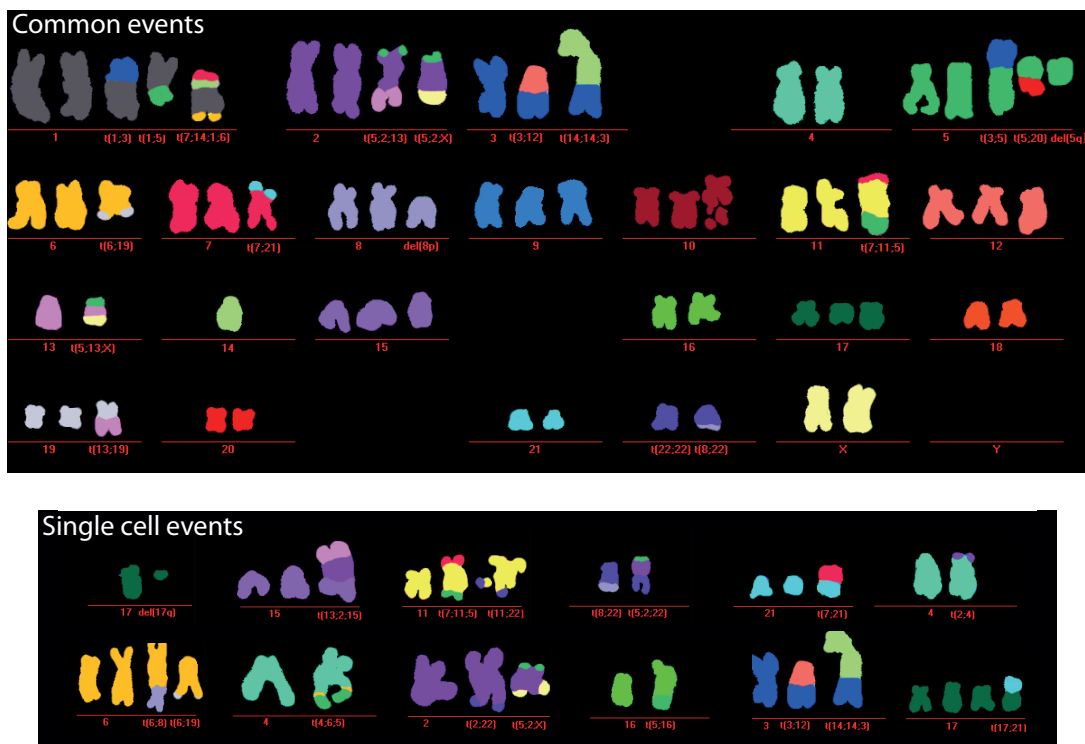 Common events
1 t(1;3) t(1;5) t(7;14;1;6) 2 t(5;2;13) t(5;2;X) 3 t(3;12) t(14;14;3) 4 5 t(3;5) t(5;20) del(5q)
6 t(6;19) 7 t(7;21) 8 del(8p) 9 10 11 t(7;11;5) 12
13 t(5;13;X) 14 15 16 17 18
19 t(13;19) 20 21 t(22;22) t(8;22) X Y
Single cell events
17 del(17q) 15 t(13;2;15) 11 t(7;11;5) t(11;22) t(8;22) t(5;2;22) 21 t(7;21) 4 t(2;4)
6 t(6;8) t(6;19) 4 t(4;6;5) 2 t(2;22) t(5;2;X) 16 t(5;16) 3 t(3;12) t(14;14;3) 17 t(17;21)